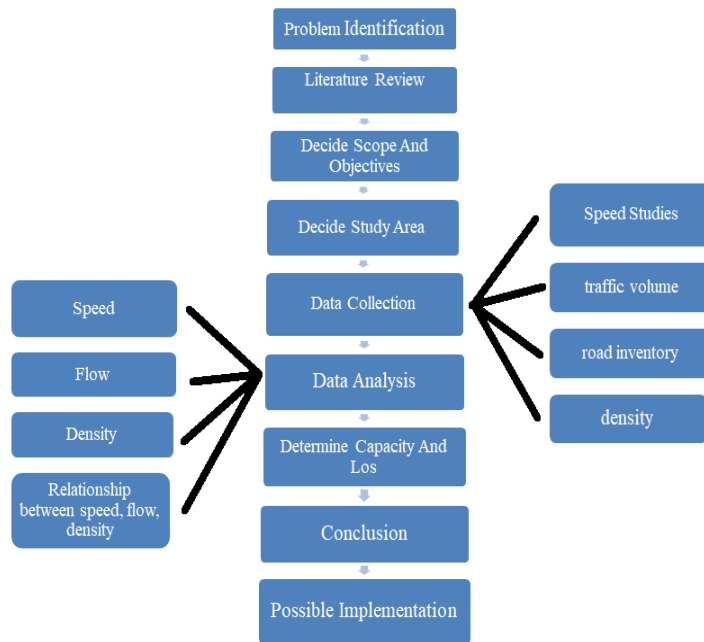 Problem Identification
Literature Review
Decide Scope And
Objectives
Decide Study Area
Data Collection
Data Analysis
Determine Capacity And
Los
Conclusion
Possible Implementation
Speed Studies
traffic volume
road inventory
density
Speed
Flow
Density
Relationship
between speed, flow,
density